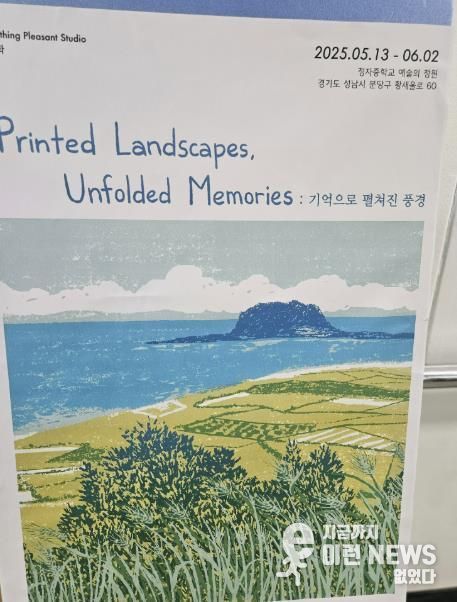 thing Pleasant Studio
2025.05.13 - 06.02
정자중학교 예술의 정원
경기도 성남시 분당구 황새울로 60
Printed Landscapes,
Unfolded Memories : 기억으로 펼쳐진 풍경
지금까지
이런 NEWS
없었다